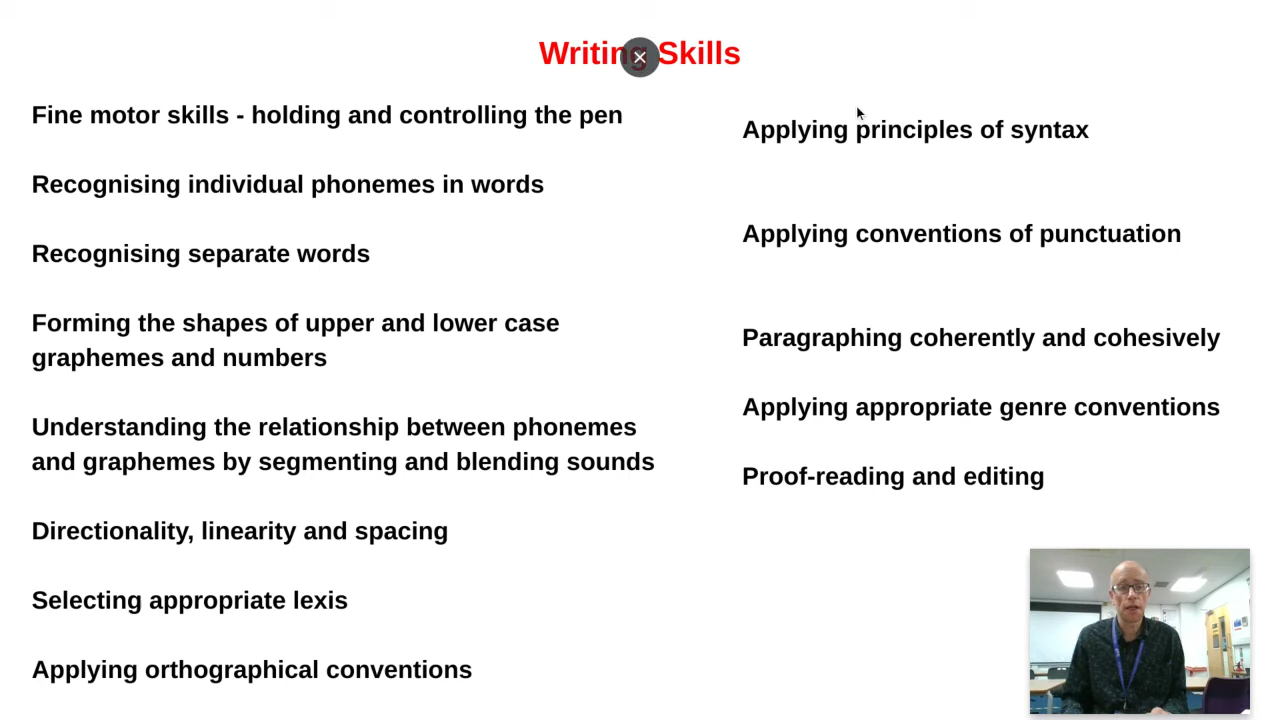 Writing Skills
Fine motor skills - holding and controlling the pen
Recognising individual phonemes in words
Recognising separate words
Forming the shapes of upper and lower case
graphemes and numbers
Understanding the relationship between phonemes
and graphemes by segmenting and blending sounds
Directionality, linearity and spacing
Selecting appropriate lexis
Applying orthographical conventions
Applying principles of syntax
Applying conventions of punctuation
Paragraphing coherently and cohesively
Applying appropriate genre conventions
Proof-reading and editing